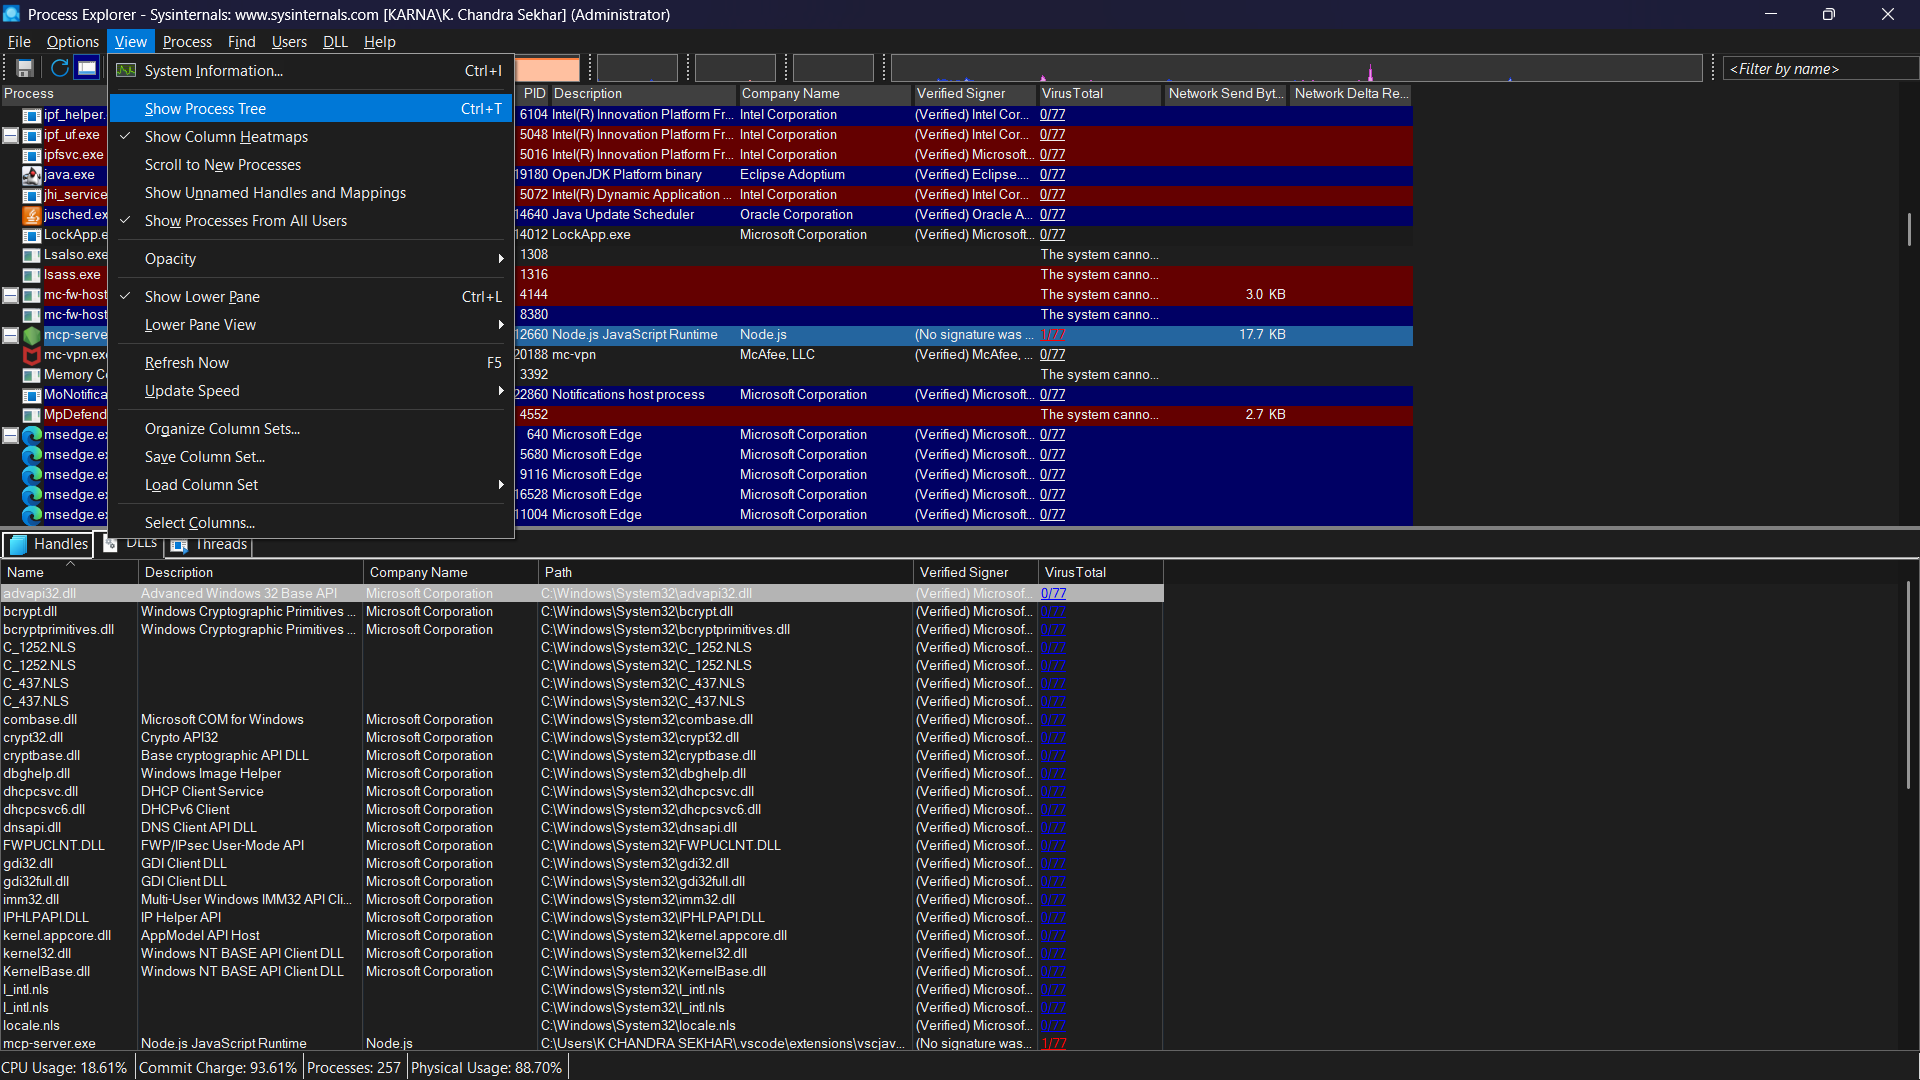 Process Explorer - Sysinternals: www.sysinternals.com [KARNA\K. Chandra Sekhar] (Administrator)
File Options View Process Find Users DLL Help
<Filter by name>
System Information... Ctrl+I
Show Process Tree Ctrl+T
Show Column Heatmaps
Scroll to New Processes
Show Unnamed Handles and Mappings
Show Processes From All Users
Opacity
Show Lower Pane Ctrl+L
Lower Pane View
Refresh Now F5
Update Speed
Organize Column Sets...
Save Column Set...
Load Column Set
Select Columns...
Process PID Description Company Name Verified Signer VirusTotal Network Send Byt... Network Delta Re...
ipf_helper. 6104 Intel(R) Innovation Platform Fr... Intel Corporation (Verified) Intel Cor... 0/77
ipf_uf.exe 5048 Intel(R) Innovation Platform Fr... Intel Corporation (Verified) Intel Cor... 0/77
ipfsvc.exe 5016 Intel(R) Innovation Platform Fr... Intel Corporation (Verified) Microsoft... 0/77
java.exe 19180 OpenJDK Platform binary Eclipse Adoptium (Verified) Eclipse.... 0/77
jhi_service 5072 Intel(R) Dynamic Application ... Intel Corporation (Verified) Intel Cor... 0/77
jusched.ex 14640 Java Update Scheduler Oracle Corporation (Verified) Oracle A... 0/77
LockApp.e 14012 LockApp.exe Microsoft Corporation (Verified) Microsoft... 0/77
Lsalso.exe 1308 The system canno...
lsass.exe 1316 The system canno...
mc-fw-host 4144 The system canno... 3.0 KB
mc-fw-host 8380 The system canno...
mcp-serve 12660 Node.js JavaScript Runtime Node.js (No signature was ... 1/77 17.7 KB
mc-vpn.exe 20188 mc-vpn McAfee, LLC (Verified) McAfee, ... 0/77
Memory Co 3392 The system canno...
MoNotifica 22860 Notifications host process Microsoft Corporation (Verified) Microsoft... 0/77
MpDefend 4552 The system canno... 2.7 KB
msedge.ex 640 Microsoft Edge Microsoft Corporation (Verified) Microsoft... 0/77
msedge.ex 5680 Microsoft Edge Microsoft Corporation (Verified) Microsoft... 0/77
msedge.ex 9116 Microsoft Edge Microsoft Corporation (Verified) Microsoft... 0/77
msedge.ex 16528 Microsoft Edge Microsoft Corporation (Verified) Microsoft... 0/77
msedge.ex 11004 Microsoft Edge Microsoft Corporation (Verified) Microsoft... 0/77
Handles DLLs Threads
Name Description Company Name Path Verified Signer VirusTotal
advapi32.dll Advanced Windows 32 Base API Microsoft Corporation C:\Windows\System32\advapi32.dll (Verified) Microsof... 0/77
bcrypt.dll Windows Cryptographic Primitives ... Microsoft Corporation C:\Windows\System32\bcrypt.dll (Verified) Microsof... 0/77
bcryptprimitives.dll Windows Cryptographic Primitives ... Microsoft Corporation C:\Windows\System32\bcryptprimitives.dll (Verified) Microsof... 0/77
C_1252.NLS C:\Windows\System32\C_1252.NLS (Verified) Microsof... 0/77
C_1252.NLS C:\Windows\System32\C_1252.NLS (Verified) Microsof... 0/77
C_437.NLS C:\Windows\System32\C_437.NLS (Verified) Microsof... 0/77
C_437.NLS C:\Windows\System32\C_437.NLS (Verified) Microsof... 0/77
combase.dll Microsoft COM for Windows Microsoft Corporation C:\Windows\System32\combase.dll (Verified) Microsof... 0/77
crypt32.dll Crypto API32 Microsoft Corporation C:\Windows\System32\crypt32.dll (Verified) Microsof... 0/77
cryptbase.dll Base cryptographic API DLL Microsoft Corporation C:\Windows\System32\cryptbase.dll (Verified) Microsof... 0/77
dbghelp.dll Windows Image Helper Microsoft Corporation C:\Windows\System32\dbghelp.dll (Verified) Microsof... 0/77
dhcpcsvc.dll DHCP Client Service Microsoft Corporation C:\Windows\System32\dhcpcsvc.dll (Verified) Microsof... 0/77
dhcpcsvc6.dll DHCPv6 Client Microsoft Corporation C:\Windows\System32\dhcpcsvc6.dll (Verified) Microsof... 0/77
dnsapi.dll DNS Client API DLL Microsoft Corporation C:\Windows\System32\dnsapi.dll (Verified) Microsof... 0/77
FWPUCLNT.DLL FWP/IPsec User-Mode API Microsoft Corporation C:\Windows\System32\FWPUCLNT.DLL (Verified) Microsof... 0/77
gdi32.dll GDI Client DLL Microsoft Corporation C:\Windows\System32\gdi32.dll (Verified) Microsof... 0/77
gdi32full.dll GDI Client DLL Microsoft Corporation C:\Windows\System32\gdi32full.dll (Verified) Microsof... 0/77
imm32.dll Multi-User Windows IMM32 API Cli... Microsoft Corporation C:\Windows\System32\imm32.dll (Verified) Microsof... 0/77
IPHLPAPI.DLL IP Helper API Microsoft Corporation C:\Windows\System32\IPHLPAPI.DLL (Verified) Microsof... 0/77
kernel.appcore.dll AppModel API Host Microsoft Corporation C:\Windows\System32\kernel.appcore.dll (Verified) Microsof... 0/77
kernel32.dll Windows NT BASE API Client DLL Microsoft Corporation C:\Windows\System32\kernel32.dll (Verified) Microsof... 0/77
KernelBase.dll Windows NT BASE API Client DLL Microsoft Corporation C:\Windows\System32\KernelBase.dll (Verified) Microsof... 0/77
l_intl.nls C:\Windows\System32\l_intl.nls (Verified) Microsof... 0/77
l_intl.nls C:\Windows\System32\l_intl.nls (Verified) Microsof... 0/77
locale.nls C:\Windows\System32\locale.nls (Verified) Microsof... 0/77
mcp-server.exe Node.js JavaScript Runtime Node.js C:\Users\K CHANDRA SEKHAR\.vscode\extensions\vscjav... (No signature was... 1/77
CPU Usage: 18.61% Commit Charge: 93.61% Processes: 257 Physical Usage: 88.70%